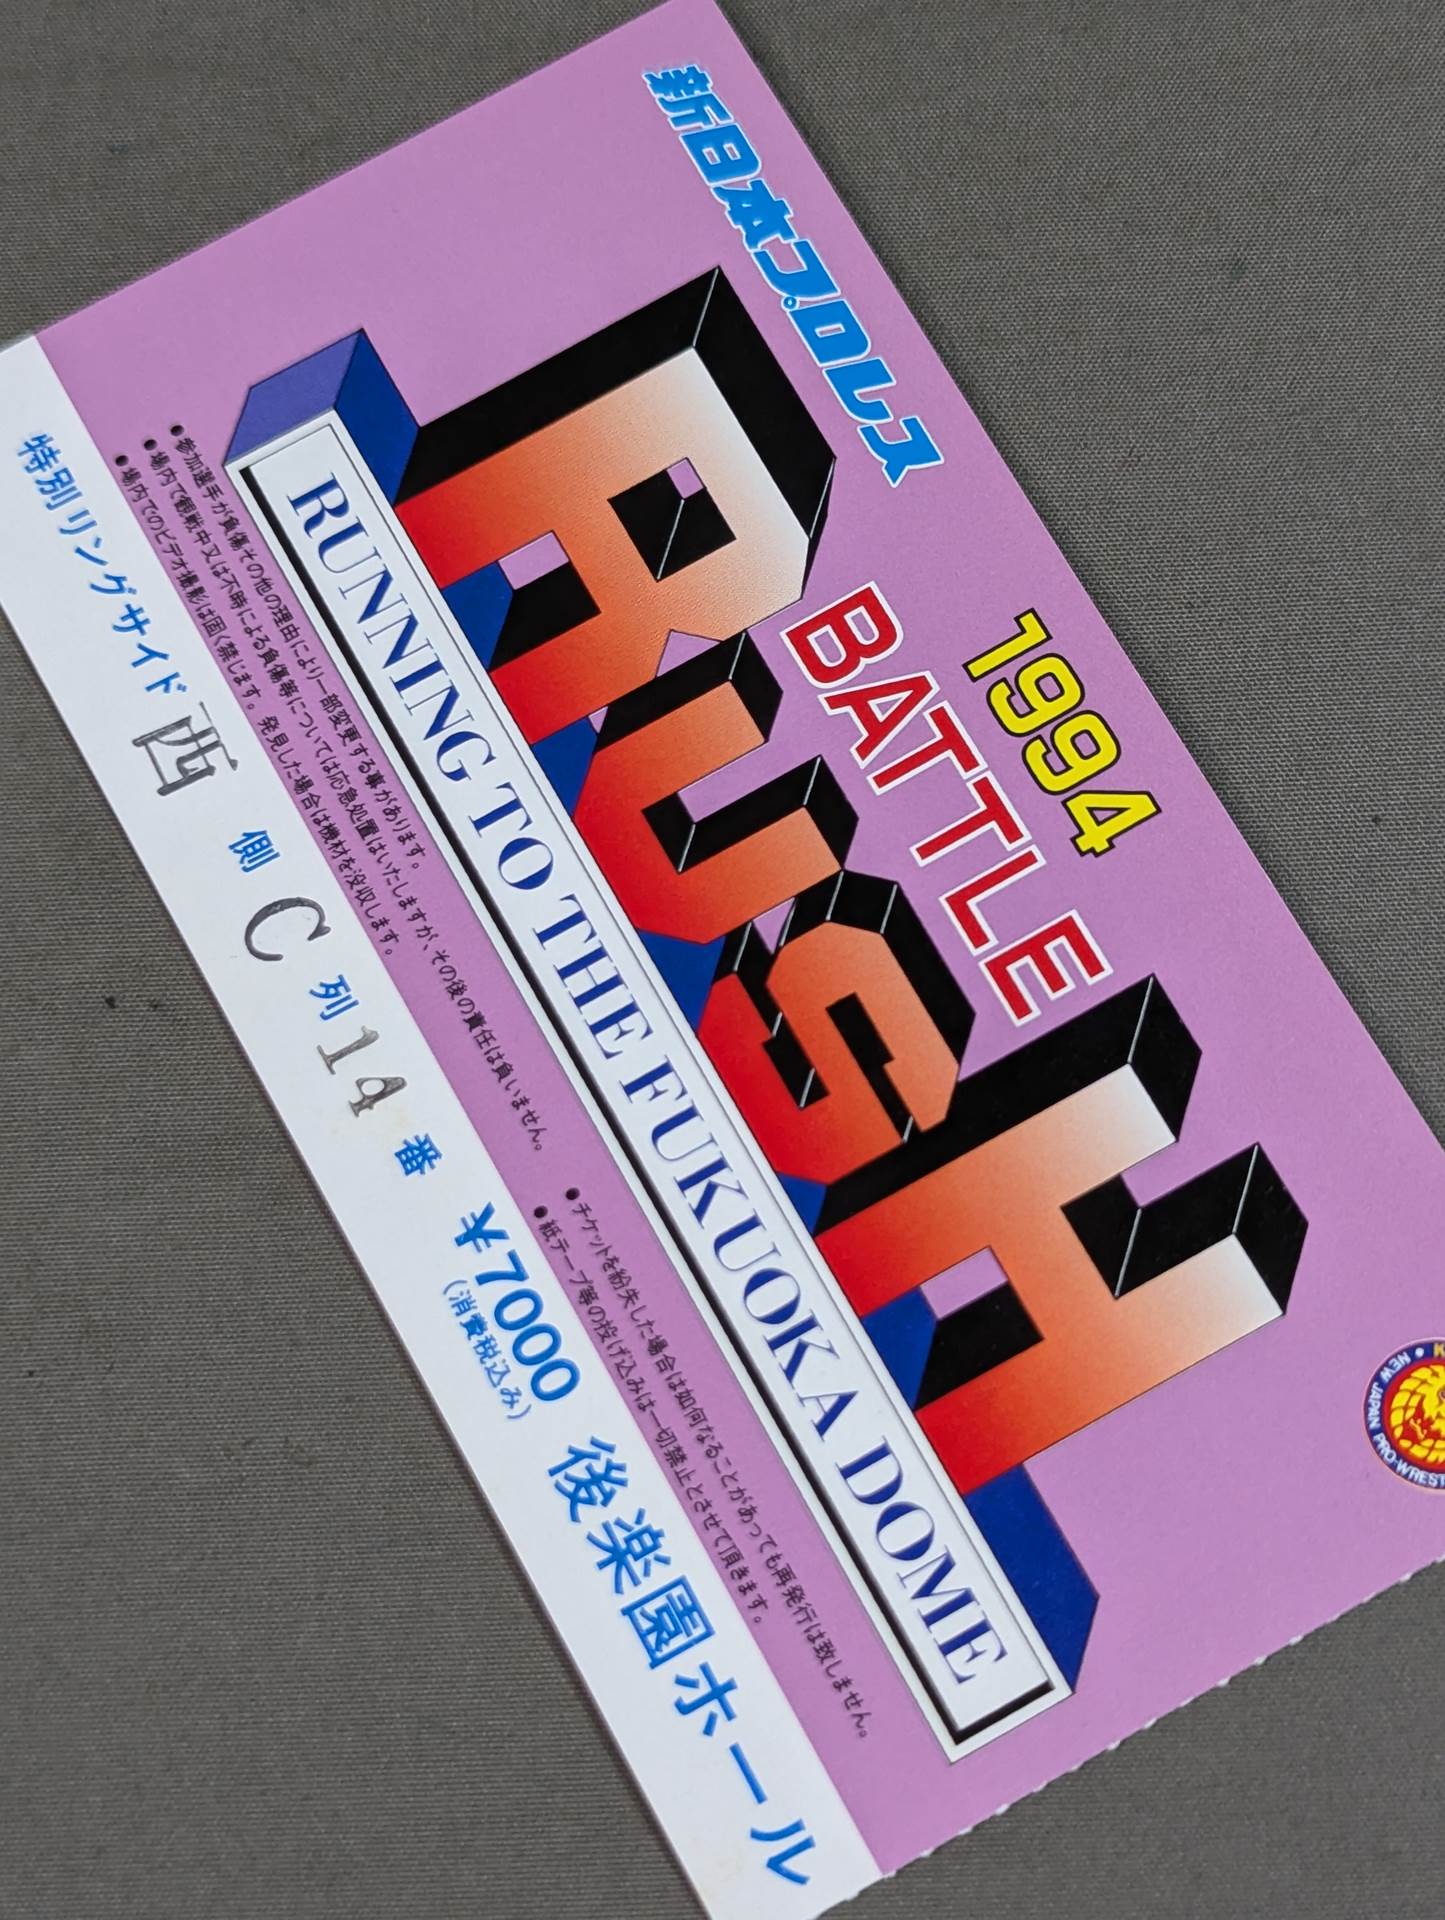 新日本プロレス
1994
BATTLE
RUSH
RUNNING TO THE FUKUOKA DOME
●参加選手が負傷その他の理由により一部変更する事があります。
●場内で観戦中又は不時による負傷等については応急処置はいたしますが、その後の責任は負いません。
●場内でのビデオ撮影は固く禁じます。発見した場合は機材を没収します。
●チケットを紛失した場合は如何なることがあっても再発行は致しません。
●紙テープ等の投げ込みは一切禁止とさせて頂きます。
特別リングサイド 西 側 C 列 14 番 ￥7000 後楽園ホール
(消費税込み)
NEW JAPAN PRO-WREST